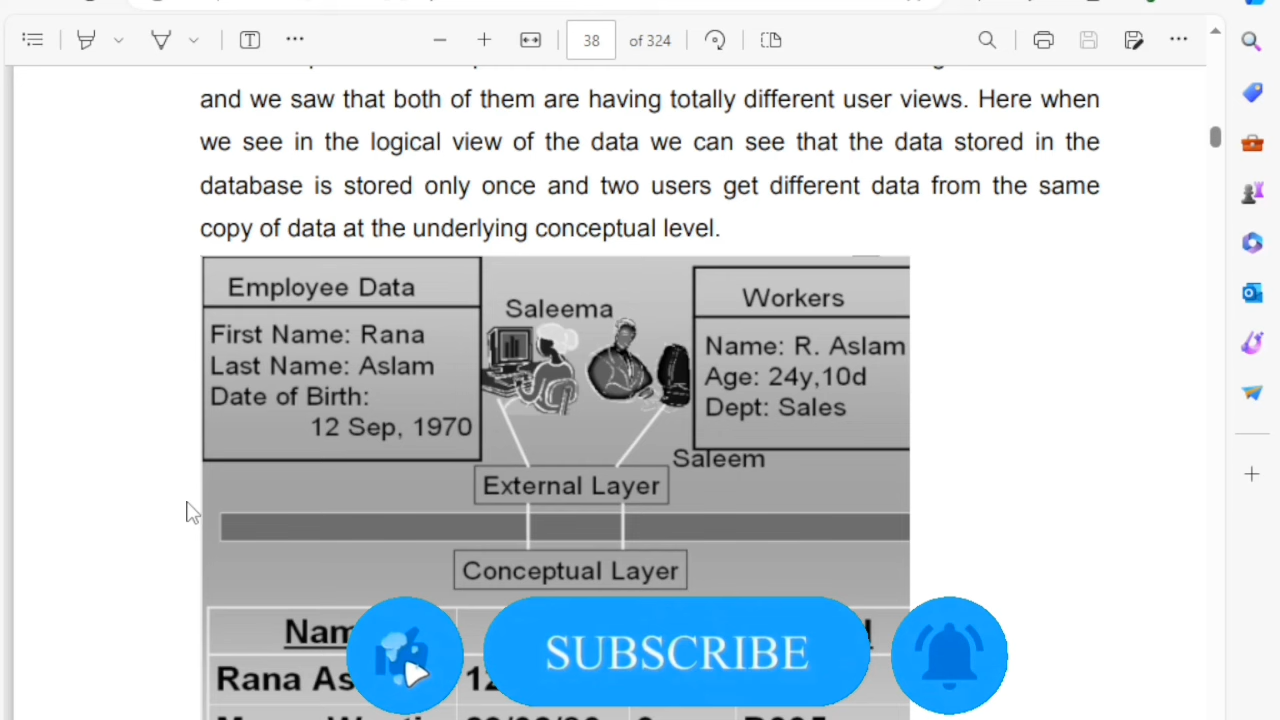 38 of 324
and we saw that both of them are having totally different user views. Here when
we see in the logical view of the data we can see that the data stored in the
database is stored only once and two users get different data from the same
copy of data at the underlying conceptual level.
Employee Data
First Name: Rana
Last Name: Aslam
Date of Birth:
12 Sep, 1970
Saleema
Workers
Name: R. Aslam
Age: 24y,10d
Dept: Sales
Saleem
External Layer
Conceptual Layer
SUBSCRIBE